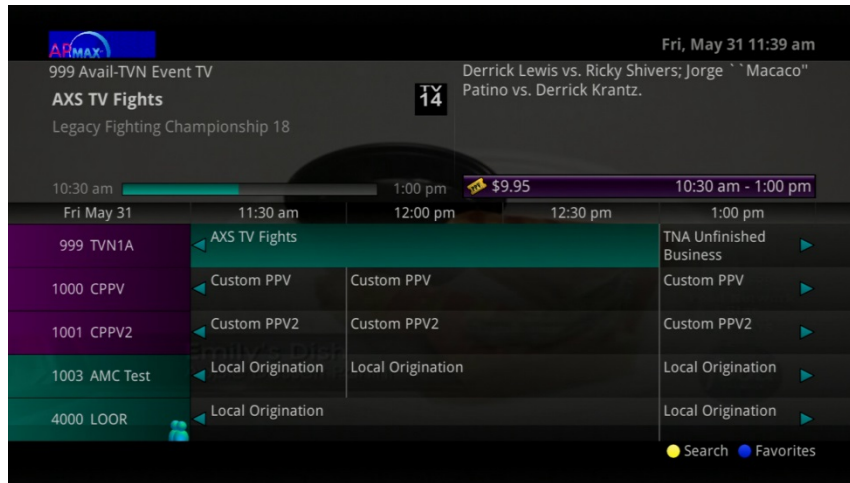 ARMAX
Fri, May 31 11:39 am
999 Avail-TVN Event TV
AXS TV Fights
TV
14
Legacy Fighting Championship 18
Derrick Lewis vs. Ricky Shivers; Jorge ``Macaco"
Patino vs. Derrick Krantz.
10:30 am
1:00 pm
$9.95
10:30 am - 1:00 pm
Fri May 31
11:30 am
12:00 pm
12:30 pm
1:00 pm
999 TVN1A
AXS TV Fights
TNA Unfinished
Business
1000 CPPV
Custom PPV
Custom PPV
Custom PPV
1001 CPPV2
Custom PPV2
Custom PPV2
Custom PPV2
Emily's Dish
1003 AMC Test
Local Origination
Local Origination
Local Origination
4000 LOOR
Local Origination
Local Origination
Search
Favorites